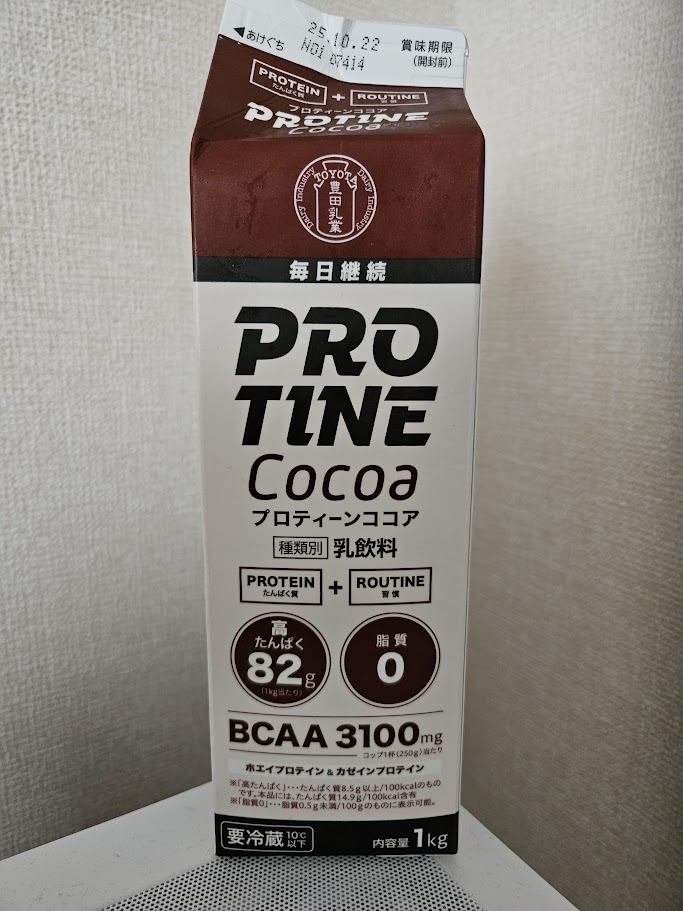 ◀あけぐち
25.10.22
N01 07414
賞味期限
(開封前)
PROTEIN
たんぱく質
+
ROUTINE
習慣
プロティーンココア
PROTINE
Cocoa
Dairy Industry
TOYOTA
Dairy Industry
豊田乳業
毎日継続
PRO
TINE
Cocoa
プロティーンココア
種類別 乳飲料
PROTEIN
たんぱく質
+
ROUTINE
習慣
高
たんぱく
82g
(1kg当たり)
脂質
0
BCAA 3100mg
コップ1杯(250g)当たり
ホエイプロテイン & カゼインプロテイン
※「高たんぱく」･･･たんぱく質8.5g以上/100kcalのもの
です。本品には、たんぱく質14.9g/100kcal含有
※「脂質0」･･･脂質0.5g未満/100gのものに表示可能。
要冷蔵 10℃以下
内容量 1kg